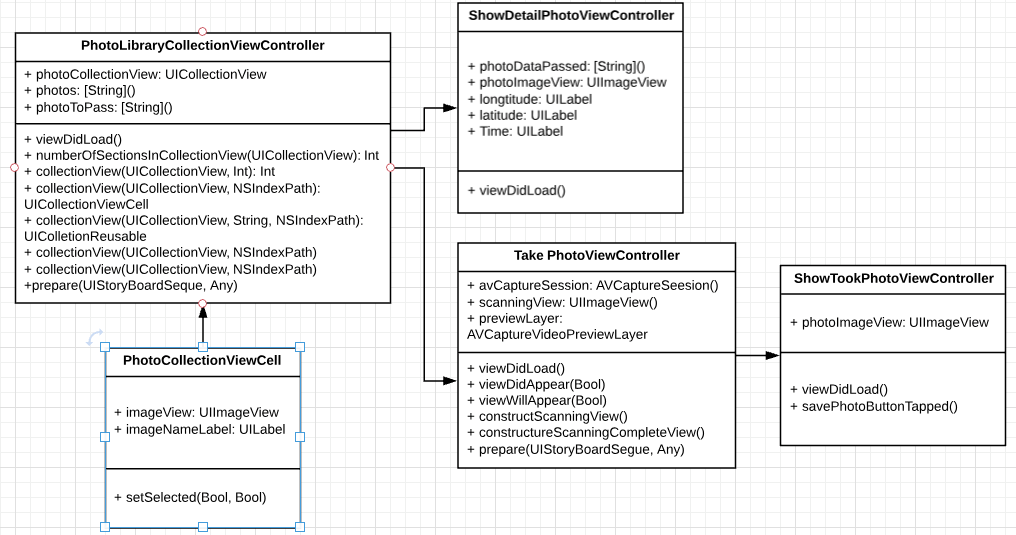 PhotoLibraryCollectionViewController
+ photoCollectionView: UICollectionView
+ photos: [String]()
+ photoToPass: [String]()
+ viewDidLoad()
+ numberOfSectionsInCollectionView(UICollectionView): Int
+ collectionView(UICollectionView, Int): Int
+ collectionView(UICollectionView, NSIndexPath):
UICollectionViewCell
+ collectionView(UICollectionView, String, NSIndexPath):
UIColletionReusable
+ collectionView(UICollectionView, NSIndexPath)
+ collectionView(UICollectionView, NSIndexPath)
+prepare(UIStoryBoardSeque, Any)
ShowDetailPhotoViewController
+ photoDataPassed: [String]()
+ photoImageView: UIImageView
+ longtitude: UILabel
+ latitude: UILabel
+ Time: UILabel
+ viewDidLoad()
Take PhotoViewController
+ avCaptureSession: AVCaptureSeesion()
+ scanningView: UIImageView()
+ previewLayer:
AVCaptureVideoPreviewLayer
+ viewDidLoad()
+ viewDidAppear(Bool)
+ viewWillAppear(Bool)
+ constructScanningView()
+ constructureScanningCompleteView()
+ prepare(UIStoryBoardSegue, Any)
ShowTookPhotoViewController
+ photoImageView: UIImageView
+ viewDidLoad()
+ savePhotoButtonTapped()
PhotoCollectionViewCell
+ imageView: UIImageView
+ imageNameLabel: UILabel
+ setSelected(Bool, Bool)